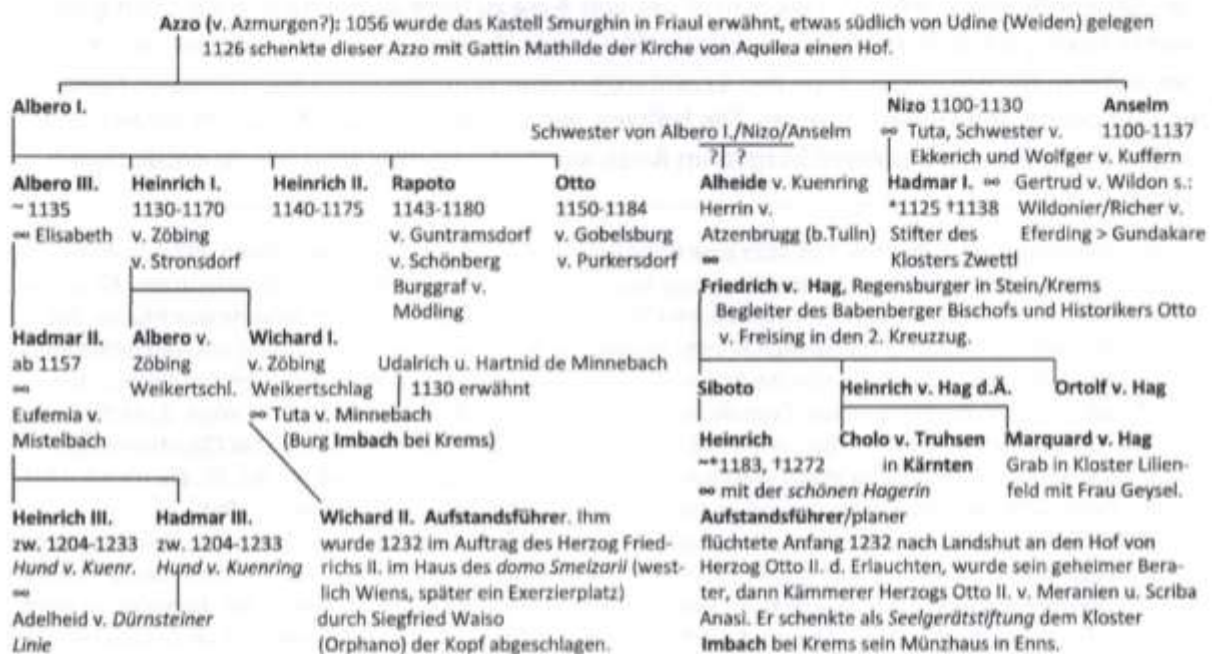 Azzo (v. Azmurgen?): 1056 wurde das Kastell Smurghin in Friaul erwähnt, etwas südlich von Udine (Weiden) gelegen
1126 schenkte dieser Azzo mit Gattin Mathilde der Kirche von Aquilea einen Hof.
Albero I.
Schwester von Albero I./Nizo/Anselm
?| ?
Nizo 1100-1130
⚭ Tuta, Schwester v.
Ekkerich und Wolfger v. Kuffern
Anselm
1100-1137
Albero III.
~ 1135
⚭ Elisabeth
Heinrich I.
1130-1170
v. Zöbing
v. Stronsdorf
Heinrich II.
1140-1175
Rapoto
1143-1180
v. Guntramsdorf
v. Schönberg
Burggraf v.
Mödling
Otto
1150-1184
v. Gobelsburg
v. Purkersdorf
Alheide v. Kuenring
Herrin v.
Atzenbrugg (b.Tulln)
⚭
Hadmar I. ⚭ Gertrud v. Wildon s.:
*1125 †1138 Wildonier/Richer v.
Stifter des Eferding > Gundakare
Klosters Zwettl
Friedrich v. Hag, Regensburger in Stein/Krems
Begleiter des Babenberger Bischofs und Historikers Otto
v. Freising in den 2. Kreuzzug.
Hadmar II.
ab 1157
⚭
Eufemia v.
Mistelbach
Albero v.
Zöbing
Weikertschl.
Wichard I.
v. Zöbing
Weikertschlag
⚭ Tuta v. Minnebach
(Burg Imbach bei Krems)
Udalrich u. Hartnid de Minnebach
1130 erwähnt
Siboto
Heinrich v. Hag d.Ä.
Ortolf v. Hag
Heinrich
~*1183, †1272
⚭ mit der schönen Hagerin
Cholo v. Truhsen
in Kärnten
Marquard v. Hag
Grab in Kloster Lilien-
feld mit Frau Geysel.
Heinrich III.
zw. 1204-1233
Hund v. Kuenr.
⚭
Adelheid v.
Hadmar III.
zw. 1204-1233
Hund v. Kuenring
Dürnsteiner
Linie
Wichard II. Aufstandsführer. Ihm
wurde 1232 im Auftrag des Herzog Fried-
richs II. im Haus des domo Smelzarii (west-
lich Wiens, später ein Exerzierplatz)
durch Siegfried Waiso
(Orphano) der Kopf abgeschlagen.
Aufstandsführer/planer
flüchtete Anfang 1232 nach Landshut an den Hof von
Herzog Otto II. d. Erlauchten, wurde sein geheimer Bera-
ter, dann Kämmerer Herzogs Otto II. v. Meranien u. Scriba
Anasi. Er schenkte als Seelgerätstiftung dem Kloster
Imbach bei Krems sein Münzhaus in Enns.